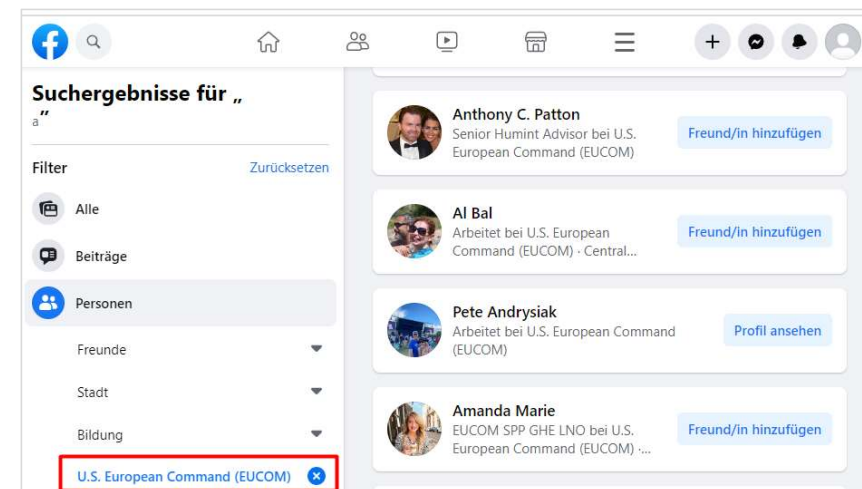 Suchergebnisse für „
a”
Filter
Zurücksetzen
Alle
Beiträge
Personen
Freunde
Stadt
Bildung
U.S. European Command (EUCOM)
Anthony C. Patton
Senior Humint Advisor bei U.S.
European Command (EUCOM)
Freund/in hinzufügen
Al Bal
Arbeitet bei U.S. European
Command (EUCOM) · Central...
Freund/in hinzufügen
Pete Andrysiak
Arbeitet bei U.S. European Command
(EUCOM)
Profil ansehen
Amanda Marie
EUCOM SPP GHE LNO bei U.S.
European Command (EUCOM) ·...
Freund/in hinzufügen